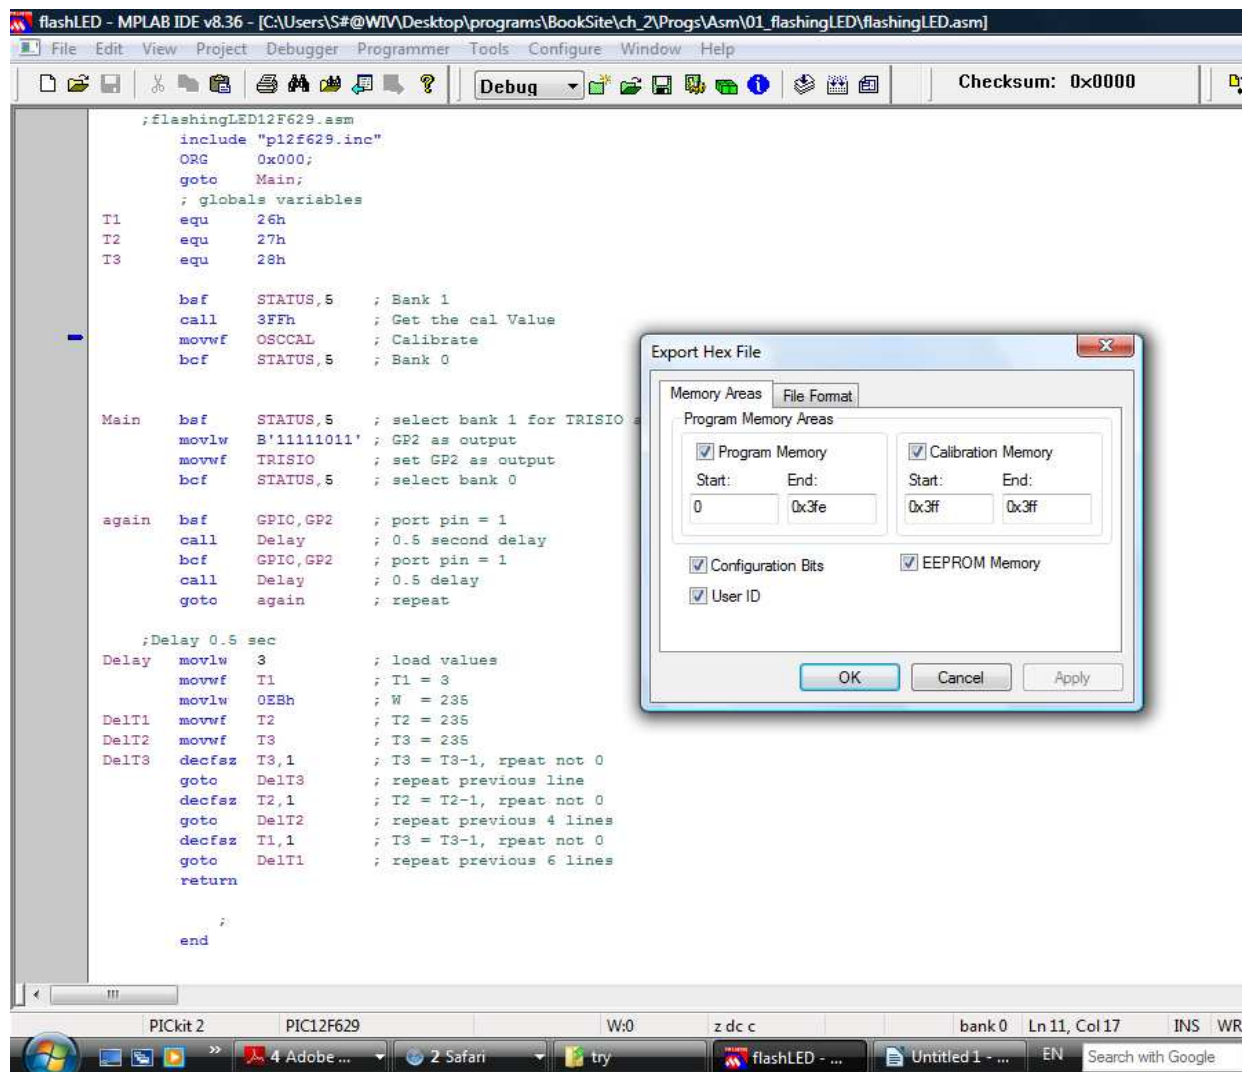 flashLED - MPLAB IDE v8.36 - [C:\Users\S#@WIV\Desktop\programs\BookSite\ch_2\Progs\Asm\01_flashingLED\flashingLED.asm]
File Edit View Project Debugger Programmer Tools Configure Window Help
Debug Checksum: 0x0000
;flashingLED12F629.asm
include "p12f629.inc"
ORG 0x000;
goto Main;
; globals variables
T1 equ 26h
T2 equ 27h
T3 equ 28h
bsf STATUS,5 ; Bank 1
call 3FFh ; Get the cal Value
movwf OSCCAL ; Calibrate
bcf STATUS,5 ; Bank 0
Main bsf STATUS,5 ; select bank 1 for TRISIO
movlw B'11111011' ; GP2 as output
movwf TRISIO ; set GP2 as output
bcf STATUS,5 ; select bank 0
again bsf GPIO,GP2 ; port pin = 1
call Delay ; 0.5 second delay
bcf GPIO,GP2 ; port pin = 1
call Delay ; 0.5 delay
goto again ; repeat
;Delay 0.5 sec
Delay movlw 3 ; load values
movwf T1 ; T1 = 3
movlw 0EBh ; W = 235
DelT1 movwf T2 ; T2 = 235
DelT2 movwf T3 ; T3 = 235
DelT3 decfsz T3,1 ; T3 = T3-1, rpeat not 0
goto DelT3 ; repeat previous line
decfsz T2,1 ; T2 = T2-1, rpeat not 0
goto DelT2 ; repeat previous 4 lines
decfsz T1,1 ; T3 = T3-1, rpeat not 0
goto DelT1 ; repeat previous 6 lines
return
;
end
Export Hex File
Memory Areas File Format
Program Memory Areas
Program Memory Calibration Memory
Start: End: Start: End:
0 0x3fe 0x3ff 0x3ff
Configuration Bits EEPROM Memory
User ID
OK Cancel Apply
PICkit 2 PIC12F629 W:0 z dc c bank 0 Ln 11, Col 17 INS WR
4 Adobe ... 2 Safari try flashLED - ... Untitled 1 - ... EN Search with Google